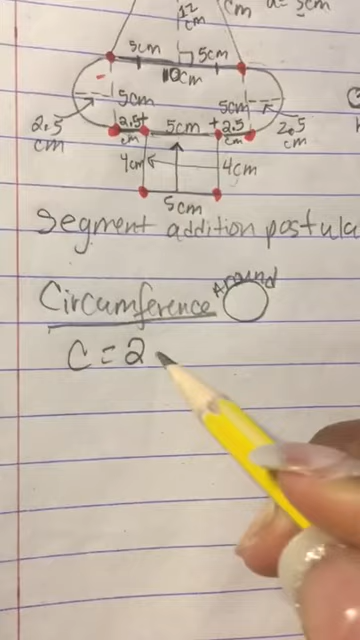 12
cm
cm a= 5cm
5cm 5cm
10cm
5cm 5cm
2.5 cm
2.5+ cm 5cm +2.5 cm
2.5 cm
4cm 4cm
5cm
Segment addition postula
Around
Circumference
C = 2